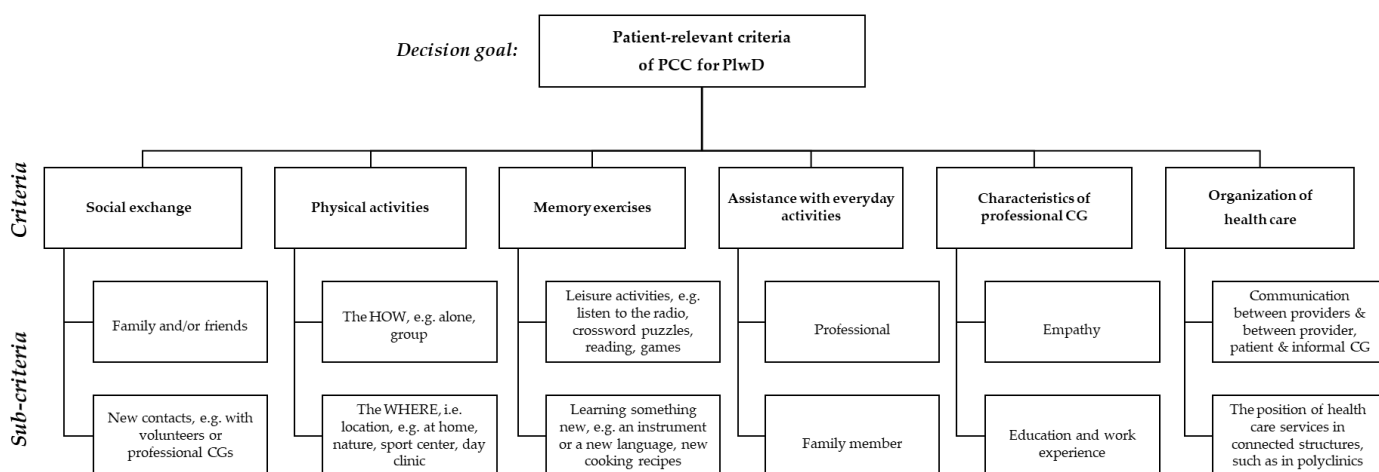 Decision goal:
Patient-relevant criteria
of PCC for PlwD
Criteria
Social exchange
Physical activities
Memory exercises
Assistance with everyday
activities
Characteristics of
professional CG
Organization of
health care
Sub-criteria
Family and/or friends
The HOW, e.g. alone,
group
Leisure activities, e.g.
listen to the radio,
crossword puzzles,
reading, games
Professional
Empathy
Communication
between providers &
between provider,
patient & informal CG
New contacts, e.g. with
volunteers or
professional CGs
The WHERE, i.e.
location, e.g. at home,
nature, sport center, day
clinic
Learning something
new, e.g. an instrument
or a new language, new
cooking recipes
Family member
Education and work
experience
The position of health
care services in
connected structures,
such as in polyclinics